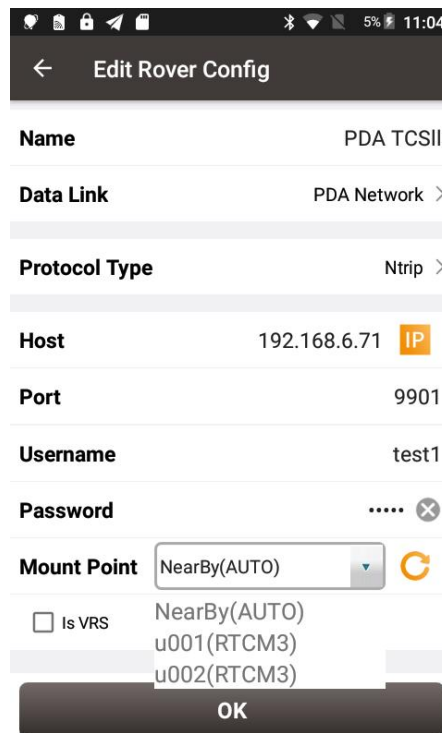 5% 11:04
Edit Rover Config
Name PDA TCSII
Data Link PDA Network
Protocol Type Ntrip
Host 192.168.6.71 IP
Port 9901
Username test1
Password •••••
Mount Point NearBy(AUTO)
Is VRS
NearBy(AUTO)
u001(RTCM3)
u002(RTCM3)
OK